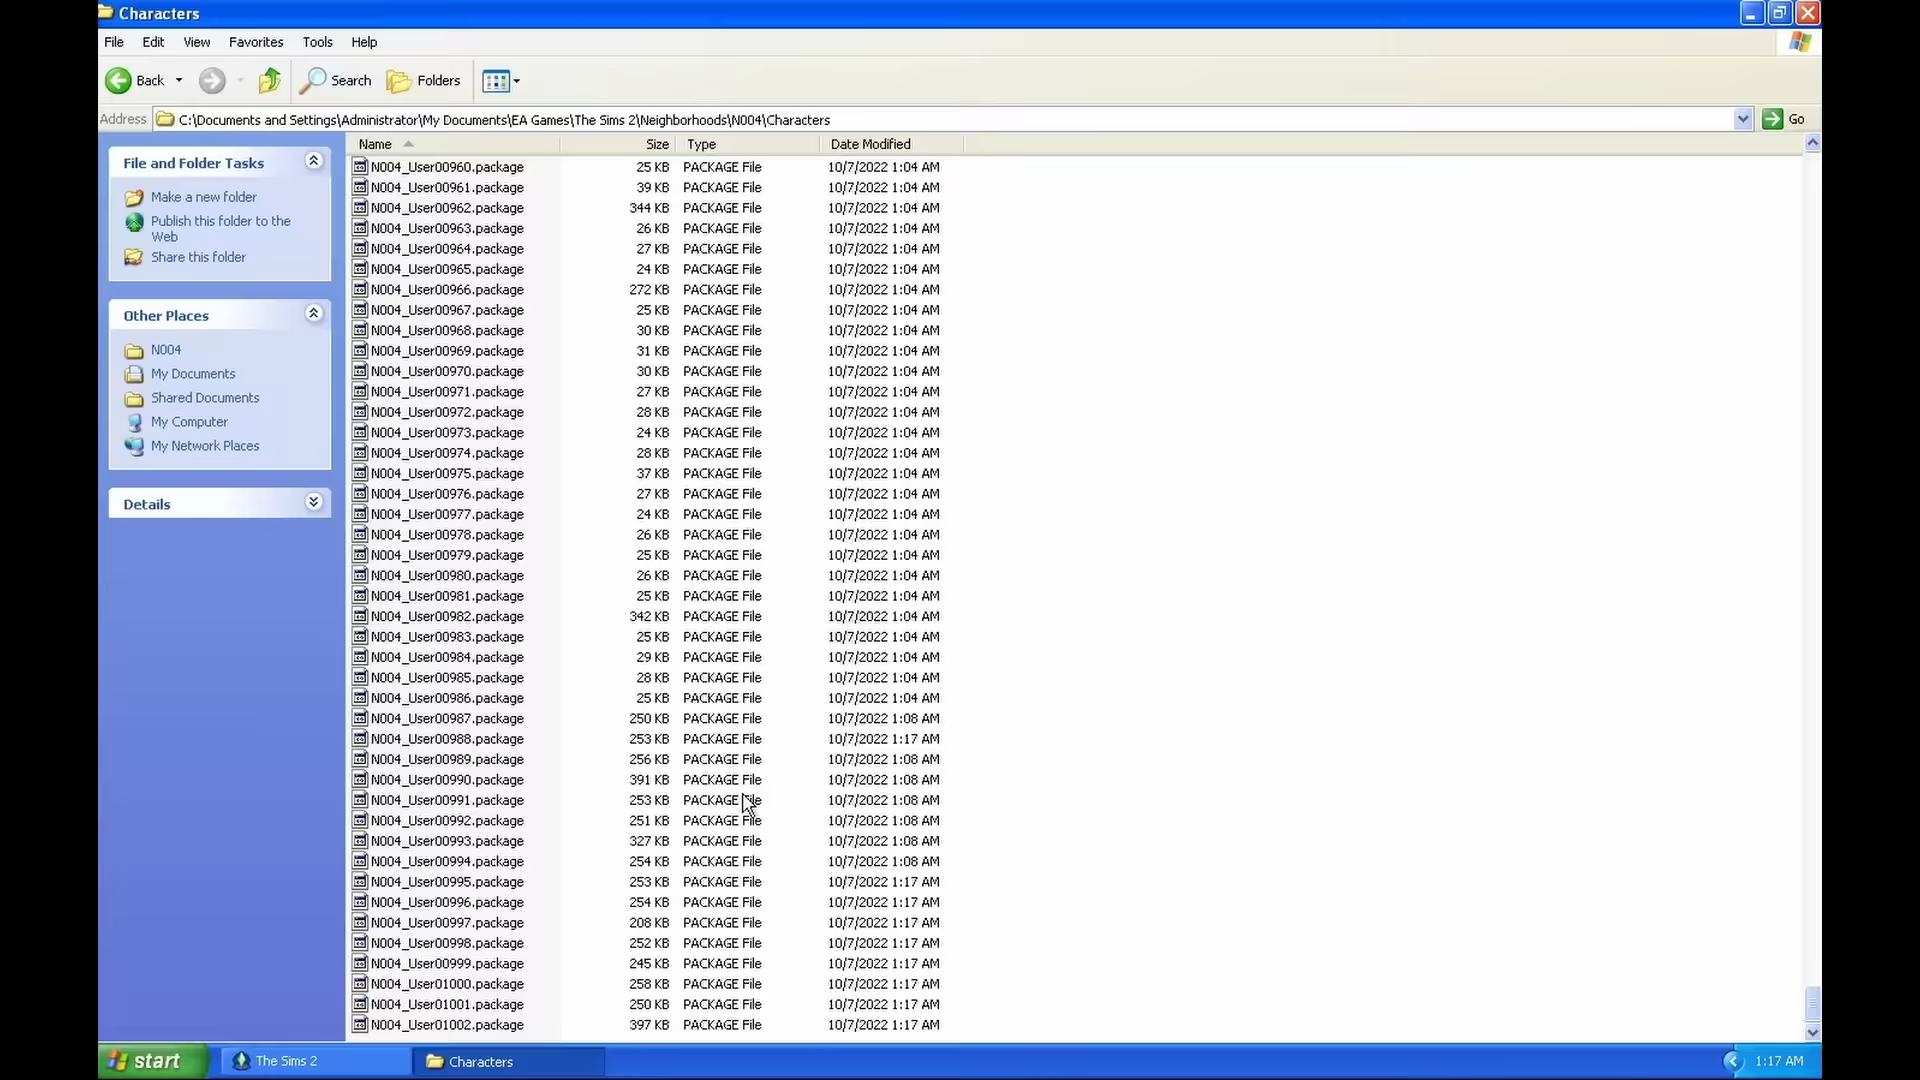 Characters
File Edit View Favorites Tools Help
Back Search Folders
Address C:\Documents and Settings\Administrator\My Documents\EA Games\The Sims 2\Neighborhoods\N004\Characters Go
File and Folder Tasks
Make a new folder
Publish this folder to the
Web
Share this folder
Other Places
N004
My Documents
Shared Documents
My Computer
My Network Places
Details
Name Size Type Date Modified
N004_User00960.package 25 KB PACKAGE File 10/7/2022 1:04 AM
N004_User00961.package 39 KB PACKAGE File 10/7/2022 1:04 AM
N004_User00962.package 344 KB PACKAGE File 10/7/2022 1:04 AM
N004_User00963.package 26 KB PACKAGE File 10/7/2022 1:04 AM
N004_User00964.package 27 KB PACKAGE File 10/7/2022 1:04 AM
N004_User00965.package 24 KB PACKAGE File 10/7/2022 1:04 AM
N004_User00966.package 272 KB PACKAGE File 10/7/2022 1:04 AM
N004_User00967.package 25 KB PACKAGE File 10/7/2022 1:04 AM
N004_User00968.package 30 KB PACKAGE File 10/7/2022 1:04 AM
N004_User00969.package 31 KB PACKAGE File 10/7/2022 1:04 AM
N004_User00970.package 30 KB PACKAGE File 10/7/2022 1:04 AM
N004_User00971.package 27 KB PACKAGE File 10/7/2022 1:04 AM
N004_User00972.package 28 KB PACKAGE File 10/7/2022 1:04 AM
N004_User00973.package 24 KB PACKAGE File 10/7/2022 1:04 AM
N004_User00974.package 28 KB PACKAGE File 10/7/2022 1:04 AM
N004_User00975.package 37 KB PACKAGE File 10/7/2022 1:04 AM
N004_User00976.package 27 KB PACKAGE File 10/7/2022 1:04 AM
N004_User00977.package 24 KB PACKAGE File 10/7/2022 1:04 AM
N004_User00978.package 26 KB PACKAGE File 10/7/2022 1:04 AM
N004_User00979.package 25 KB PACKAGE File 10/7/2022 1:04 AM
N004_User00980.package 26 KB PACKAGE File 10/7/2022 1:04 AM
N004_User00981.package 25 KB PACKAGE File 10/7/2022 1:04 AM
N004_User00982.package 342 KB PACKAGE File 10/7/2022 1:04 AM
N004_User00983.package 25 KB PACKAGE File 10/7/2022 1:04 AM
N004_User00984.package 29 KB PACKAGE File 10/7/2022 1:04 AM
N004_User00985.package 28 KB PACKAGE File 10/7/2022 1:04 AM
N004_User00986.package 25 KB PACKAGE File 10/7/2022 1:04 AM
N004_User00987.package 250 KB PACKAGE File 10/7/2022 1:08 AM
N004_User00988.package 253 KB PACKAGE File 10/7/2022 1:17 AM
N004_User00989.package 256 KB PACKAGE File 10/7/2022 1:08 AM
N004_User00990.package 391 KB PACKAGE File 10/7/2022 1:08 AM
N004_User00991.package 253 KB PACKAGE File 10/7/2022 1:08 AM
N004_User00992.package 251 KB PACKAGE File 10/7/2022 1:08 AM
N004_User00993.package 327 KB PACKAGE File 10/7/2022 1:08 AM
N004_User00994.package 254 KB PACKAGE File 10/7/2022 1:08 AM
N004_User00995.package 253 KB PACKAGE File 10/7/2022 1:17 AM
N004_User00996.package 254 KB PACKAGE File 10/7/2022 1:17 AM
N004_User00997.package 208 KB PACKAGE File 10/7/2022 1:17 AM
N004_User00998.package 252 KB PACKAGE File 10/7/2022 1:17 AM
N004_User00999.package 245 KB PACKAGE File 10/7/2022 1:17 AM
N004_User01000.package 258 KB PACKAGE File 10/7/2022 1:17 AM
N004_User01001.package 250 KB PACKAGE File 10/7/2022 1:17 AM
N004_User01002.package 397 KB PACKAGE File 10/7/2022 1:17 AM
start The Sims 2 Characters 1:17 AM